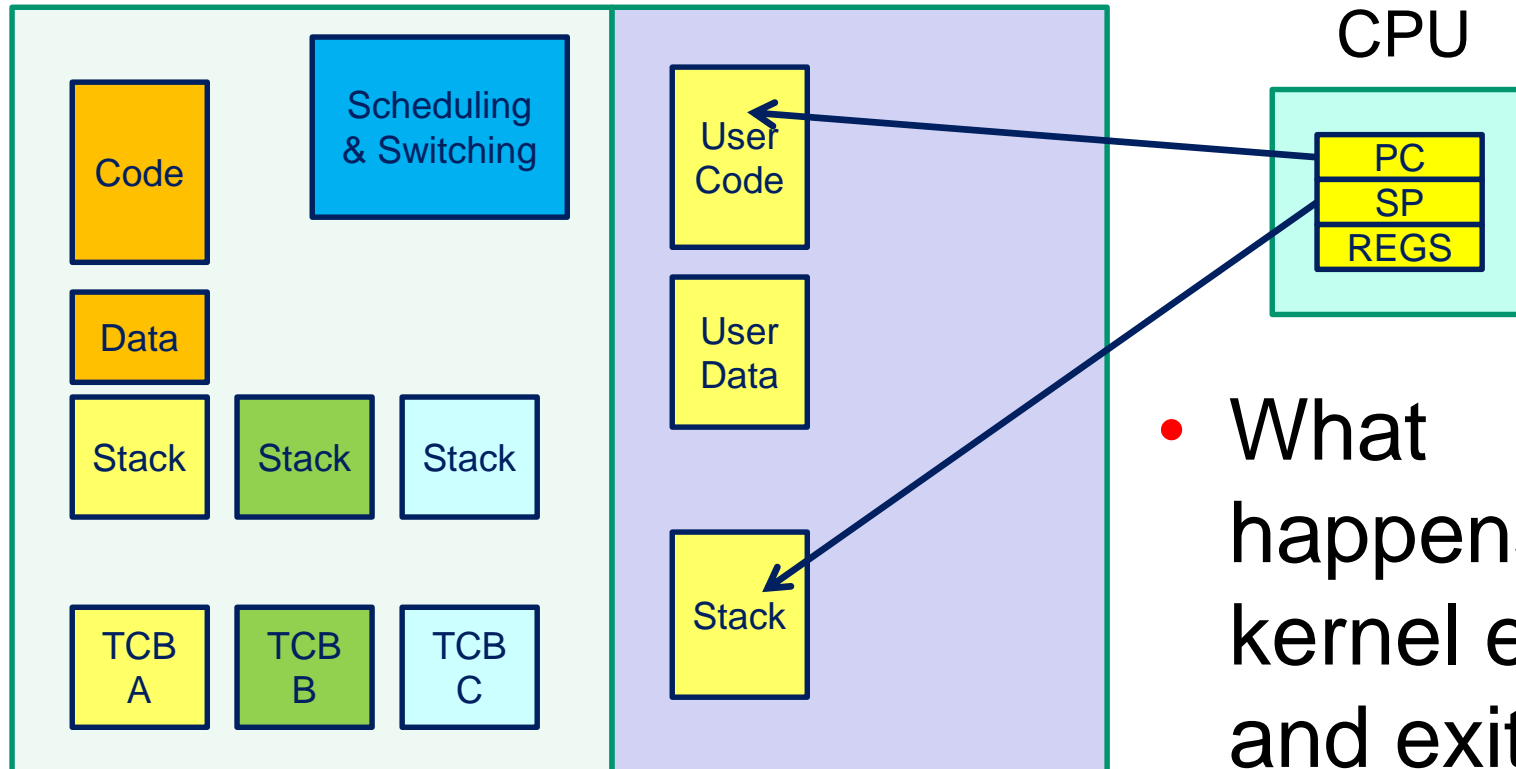 Scheduling
& Switching
Code
Data
Stack
Stack
Stack
TCB
A
TCB
B
TCB
C
User
Code
User
Data
Stack
CPU
PC
SP
REGS
• What
kernel
and